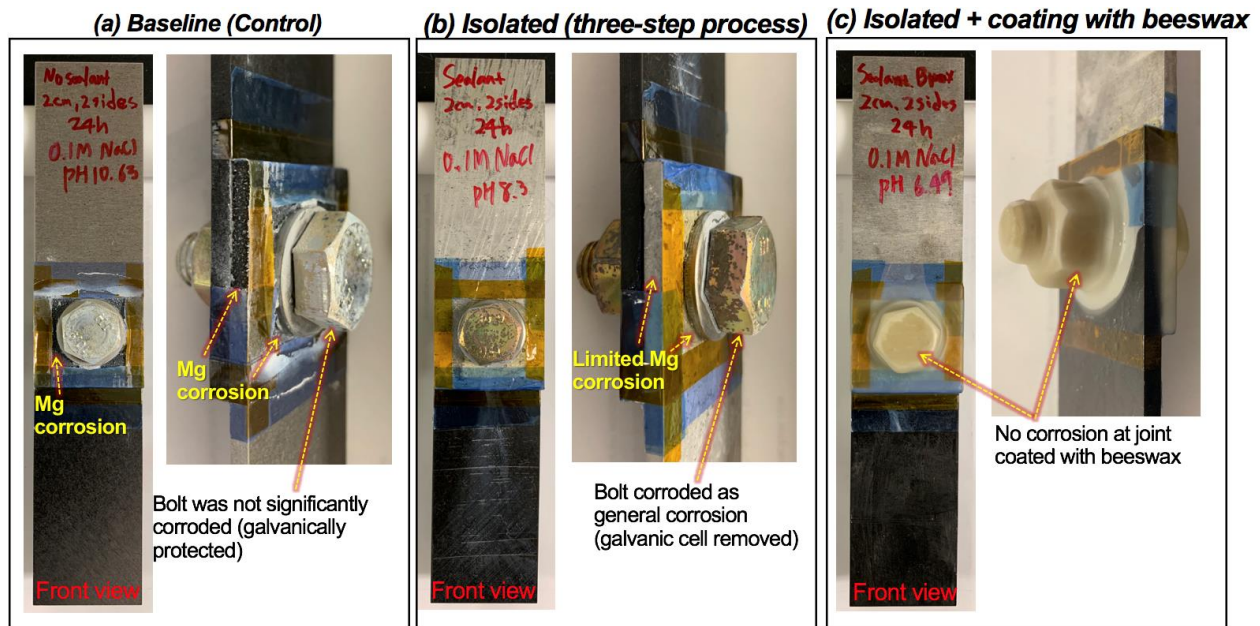 (a) Baseline (Control)
No sealant
2cm, 2 sides
24h
0.1M NaCl
pH 10.63
Mg
corrosion
Mg
corrosion
Bolt was not significantly
corroded (galvanically
protected)
Front view
(b) Isolated (three-step process)
Sealant
2cm, 2 sides
24h
0.1M NaCl
pH 8.3
Limited Mg
corrosion
Bolt corroded as
general corrosion
(galvanic cell removed)
Front view
(c) Isolated + coating with beeswax
Sealant
2cm, 2 sides
24h
0.1M NaCl
pH 6.49
No corrosion at joint
coated with beeswax
Front view